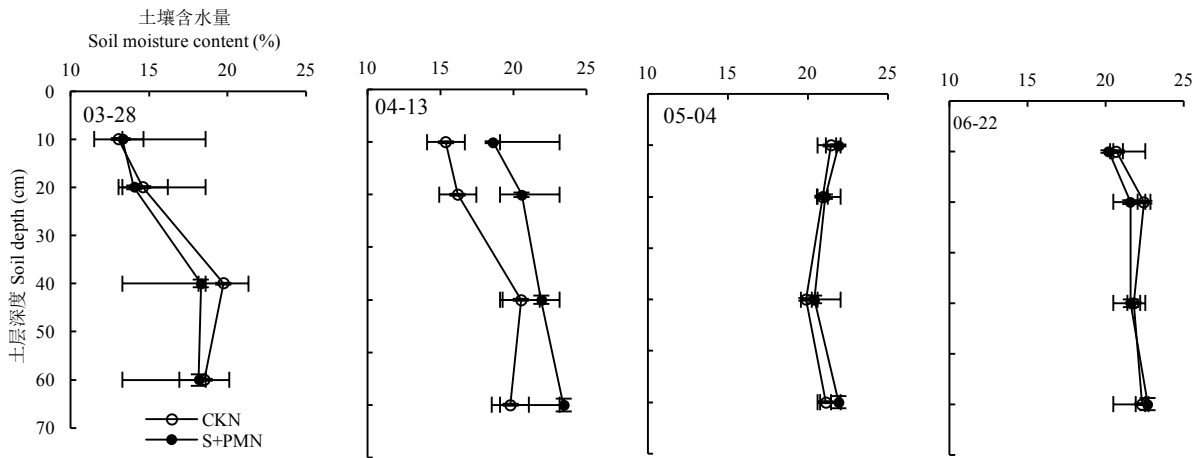 土壤含水量
Soil moisture content (%)
10 15 20 25
10 15 20 25
10 15 20 25
10 15 20 25
0
10
20
30
40
50
60
70
土层深度 Soil depth (cm)
03-28
04-13
05-04
06-22
CKN
S+PMN